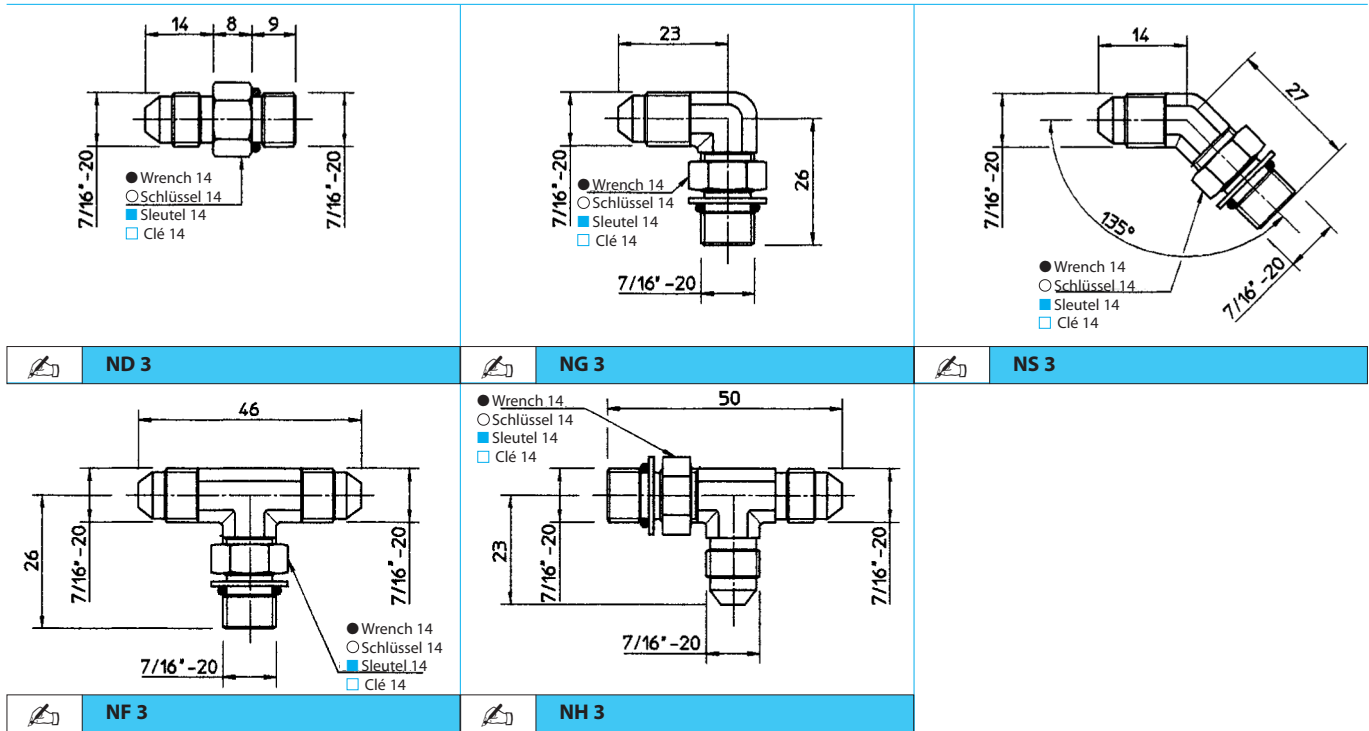 14 8 9
7/16"-20
7/16"-20
● Wrench 14
○ Schlüssel 14
■ Sleutel 14
□ Clé 14
ND 3
23
26
7/16"-20
● Wrench 14
○ Schlüssel 14
■ Sleutel 14
□ Clé 14
7/16"-20
NG 3
14
27
7/16"-20
135°
7/16"-20
● Wrench 14
○ Schlüssel 14
■ Sleutel 14
□ Clé 14
NS 3
46
26
7/16"-20
7/16"-20
● Wrench 14
○ Schlüssel 14
■ Sleutel 14
□ Clé 14
7/16"-20
NF 3
● Wrench 14
○ Schlüssel 14
■ Sleutel 14
□ Clé 14
50
23
7/16"-20
7/16"-20
7/16"-20
NH 3